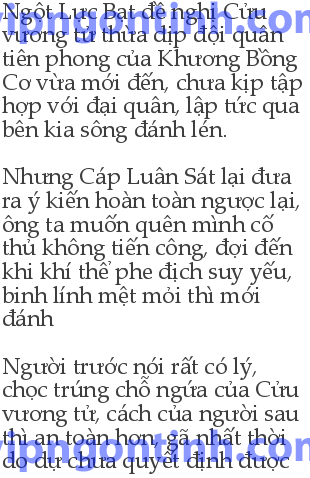 Ngột Lực Bạt đề nghị Cửu
vương tử thừa dịp đội quân
tiên phong của Khương Bồng
Cơ vừa mới đến, chưa kịp tập
hợp với đại quân, lập tức qua
bên kia sông đánh lén.
Nhưng Cáp Luân Sát lại đưa
ra ý kiến hoàn toàn ngược lại,
ông ta muốn quên mình cố
thủ không tiến công, đợi đến
khi khí thế phe địch suy yếu,
binh lính mệt mỏi thì mới
đánh
Người trước nói rất có lý,
chọc trúng chỗ ngứa của Cửu
vương tử, cách của người sau
thì an toàn hơn, gã nhất thời
do dự chưa quyết định được